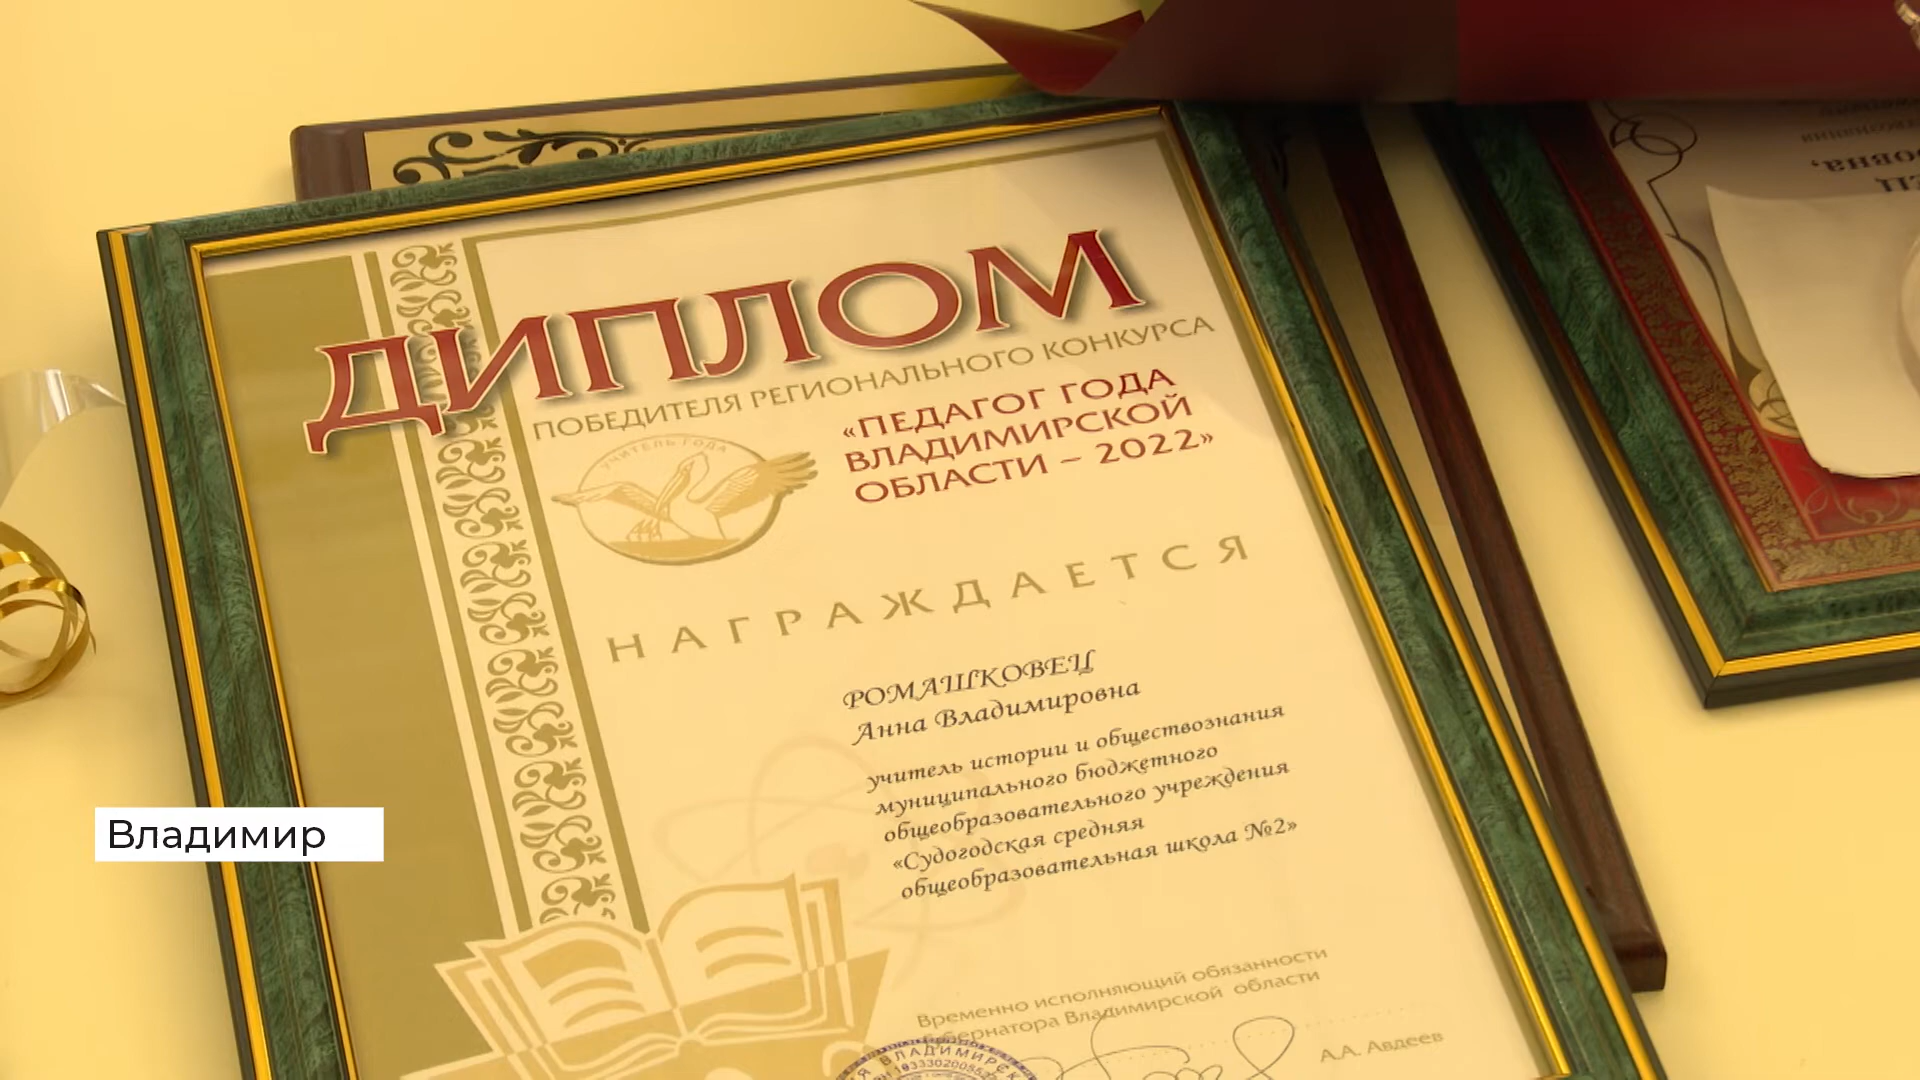 ДИПЛОМ
ПОБЕДИТЕЛЯ РЕГИОНАЛЬНОГО КОНКУРСА
«ПЕДАГОГ ГОДА
ВЛАДИМИРСКОЙ
ОБЛАСТИ – 2022»
УЧИТЕЛЬ ГОДА
НАГРАЖДАЕТСЯ
РОМАШКОВЕЦ
Анна Владимировна
учитель истории и обществознания
муниципального бюджетного
общеобразовательного учреждения
«Судогодская средняя
общеобразовательная школа №2»
Временно исполняющий обязанности
Губернатора Владимирской области
А.А. Авдеев
Владимир